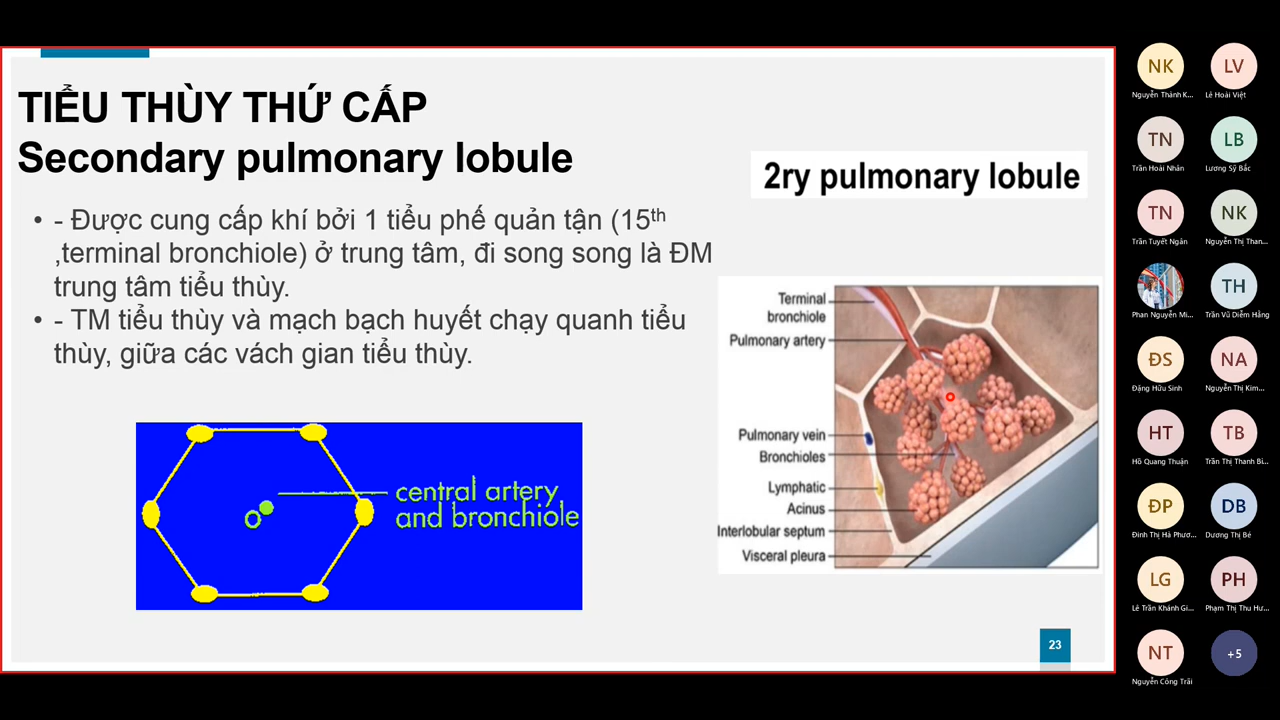 TIỂU THÙY THỨ CẤP
Secondary pulmonary lobule
2ry pulmonary lobule
• - Được cung cấp khí bởi 1 tiểu phế quản tận (15th
,terminal bronchiole) ở trung tâm, đi song song là ĐM
trung tâm tiểu thùy.
• - TM tiểu thùy và mạch bạch huyết chạy quanh tiểu
thùy, giữa các vách gian tiểu thùy.
central artery,
and bronchiole
Terminal
bronchiole
Pulmonary artery
Pulmonary vein
Bronchioles
Lymphatic
Acinus
Interlobular septum
Visceral pleura
23
NK
Nguyễn Thành K...
LV
Lê Hoài Việt
TN
Trần Hoài Nhân
LB
Lương Sỹ Bắc
TN
Trần Tuyết Ngân
NK
Nguyễn Thị Than...
Phan Nguyễn Mi...
TH
Trần Vũ Diễm Hằng
ĐS
Đặng Hữu Sinh
NA
Nguyễn Thị Kim...
HT
Hồ Quang Thuận
TB
Trần Thị Thanh Bi...
ĐP
Đinh Thị Hà Phươ...
DB
Dương Thị Bé
LG
Lê Trần Khánh Gi...
PH
Phạm Thị Thu Hư...
NT
Nguyễn Công Trãi
+5